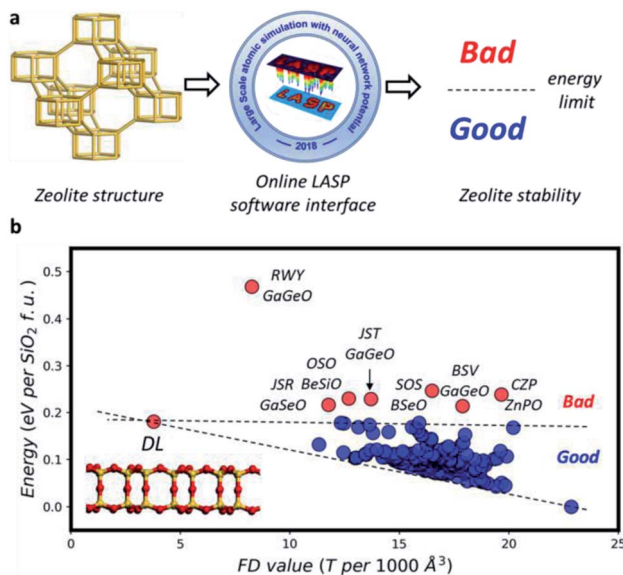 a
Large Scale atomic simulation with neural network potential
LASP
LASP
2018
Bad
energy
limit
Good
Zeolite structure
Online LASP
software interface
Zeolite stability
b
Energy (eV per SiO2 f.u.)
0.5
0.4
0.3
0.2
0.1
0.0
RWY
GaGeO
JST
GaGeO
OSO
BeSiO
JSR
GaSeO
SOS
BSeO
BSV
GaGeO
CZP
ZnPO
Bad
Good
DL
0
5
10
15
20
25
FD value (T per 1000 Å³)